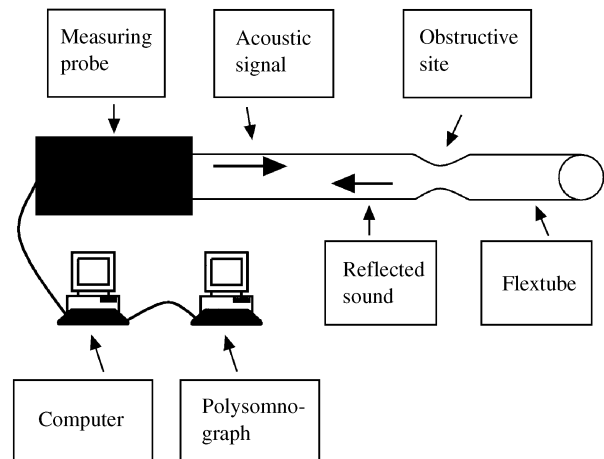 Measuring
probe
Acoustic
signal
Obstructive
site
Reflected
sound
Flextube
Computer
Polysomno-
graph